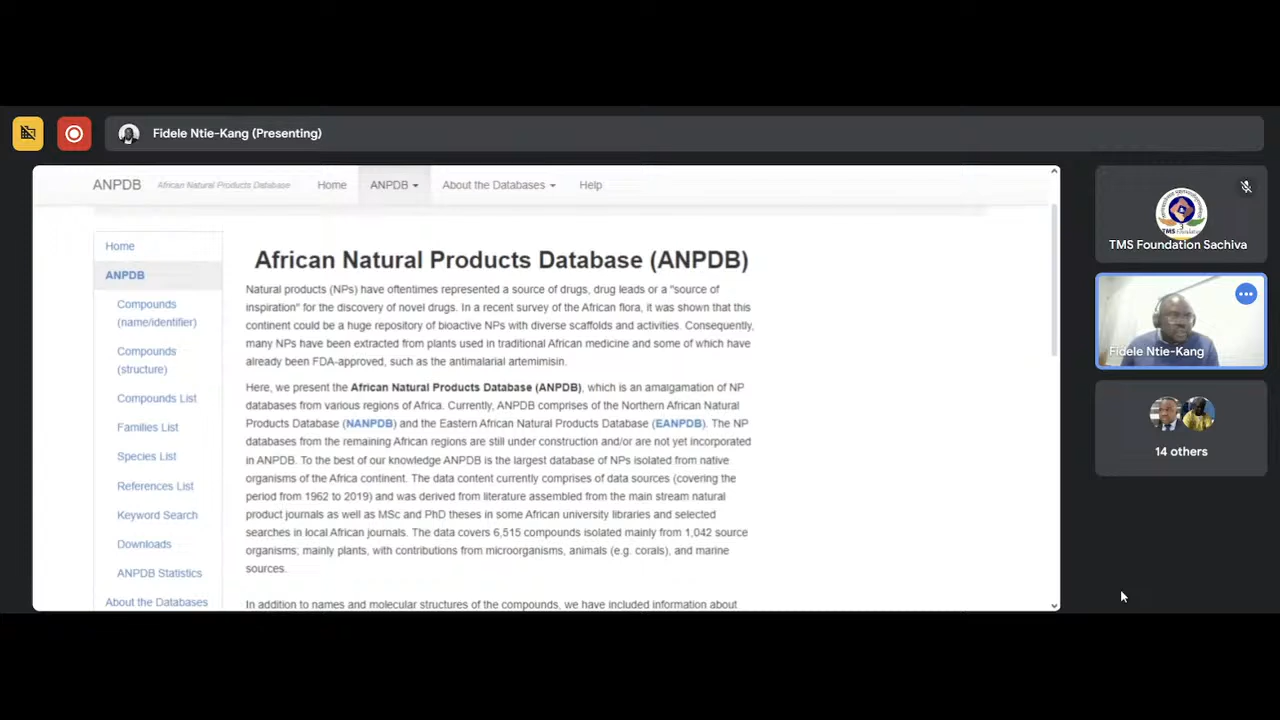 Fidele Ntie-Kang (Presenting)
ANPDB African Natural Products Database Home ANPDB About the Databases Help
Home
ANPDB
Compounds
(name/identifier)
Compounds
(structure)
Compounds List
Families List
Species List
References List
Keyword Search
Downloads
ANPDB Statistics
About the Databases
African Natural Products Database (ANPDB)
Natural products (NPs) have oftentimes represented a source of drugs, drug leads or a "source of
inspiration" for the discovery of novel drugs. In a recent survey of the African flora, it was shown that this
continent could be a huge repository of bioactive NPs with diverse scaffolds and activities. Consequently,
many NPs have been extracted from plants used in traditional African medicine and some of which have
already been FDA-approved, such as the antimalarial artemimisin.
Here, we present the African Natural Products Database (ANPDB), which is an amalgamation of NP
databases from various regions of Africa. Currently, ANPDB comprises of the Northern African Natural
Products Database (NANPDB) and the Eastern African Natural Products Database (EANPDB). The NP
databases from the remaining African regions are still under construction and/or are not yet incorporated
in ANPDB. To the best of our knowledge ANPDB is the largest database of NPs isolated from native
organisms of the Africa continent. The data content currently comprises of data sources (covering the
period from 1962 to 2019) and was derived from literature assembled from the main stream natural
product journals as well as MSc and PhD theses in some African university libraries and selected
searches in local African journals. The data covers 6,515 compounds isolated mainly from 1,042 source
organisms; mainly plants, with contributions from microorganisms, animals (e.g. corals), and marine
sources.
In addition to names and molecular structures of the compounds, we have included information about
TMS Foundation
TMS Foundation Sachiva
Fidele Ntie-Kang
14 others